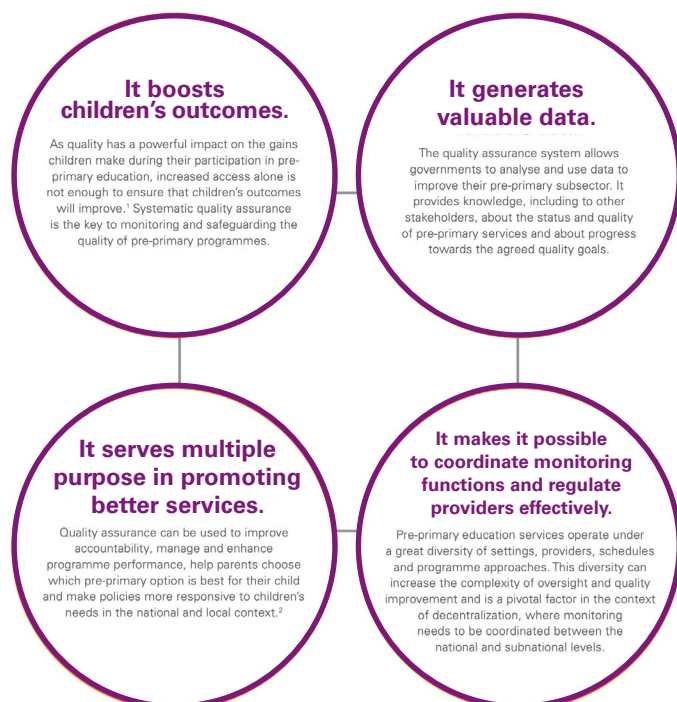 It boosts
children's outcomes.
As quality has a powerful impact on the gains
children make during their participation in pre-
primary education, increased access alone is
not enough to ensure that children's outcomes
will improve.¹ Systematic quality assurance
is the key to monitoring and safeguarding the
quality of pre-primary programmes.
It generates
valuable data.
The quality assurance system allows
governments to analyse and use data to
improve their pre-primary subsector. It
provides knowledge, including to other
stakeholders, about the status and quality
of pre-primary services and about progress
towards the agreed quality goals.
It serves multiple
purpose in promoting
better services.
Quality assurance can be used to improve
accountability, manage and enhance
programme performance, help parents choose
which pre-primary option is best for their child
and make policies more responsive to children's
needs in the national and local context.²
It makes it possible
to coordinate monitoring
functions and regulate
providers effectively.
Pre-primary education services operate under
a great diversity of settings, providers, schedules
and programme approaches. This diversity can
increase the complexity of oversight and quality
improvement and is a pivotal factor in the context
of decentralization, where monitoring
needs to be coordinated between the
national and subnational levels.